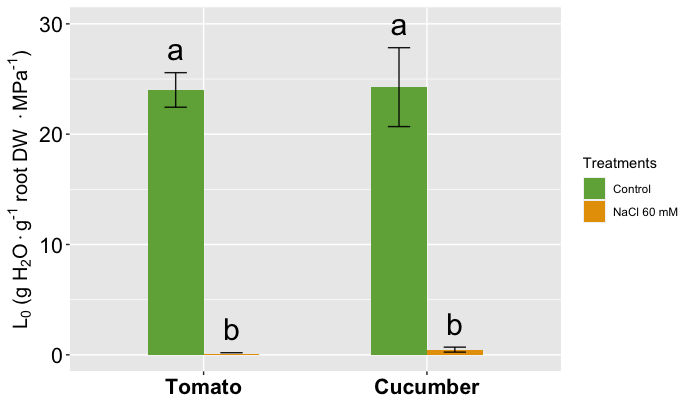 L₀ (g H₂O · g⁻¹ root DW · MPa⁻¹)
30
20
10
0
a
a
b
b
Tomato
Cucumber
Treatments
Control
NaCl 60 mM